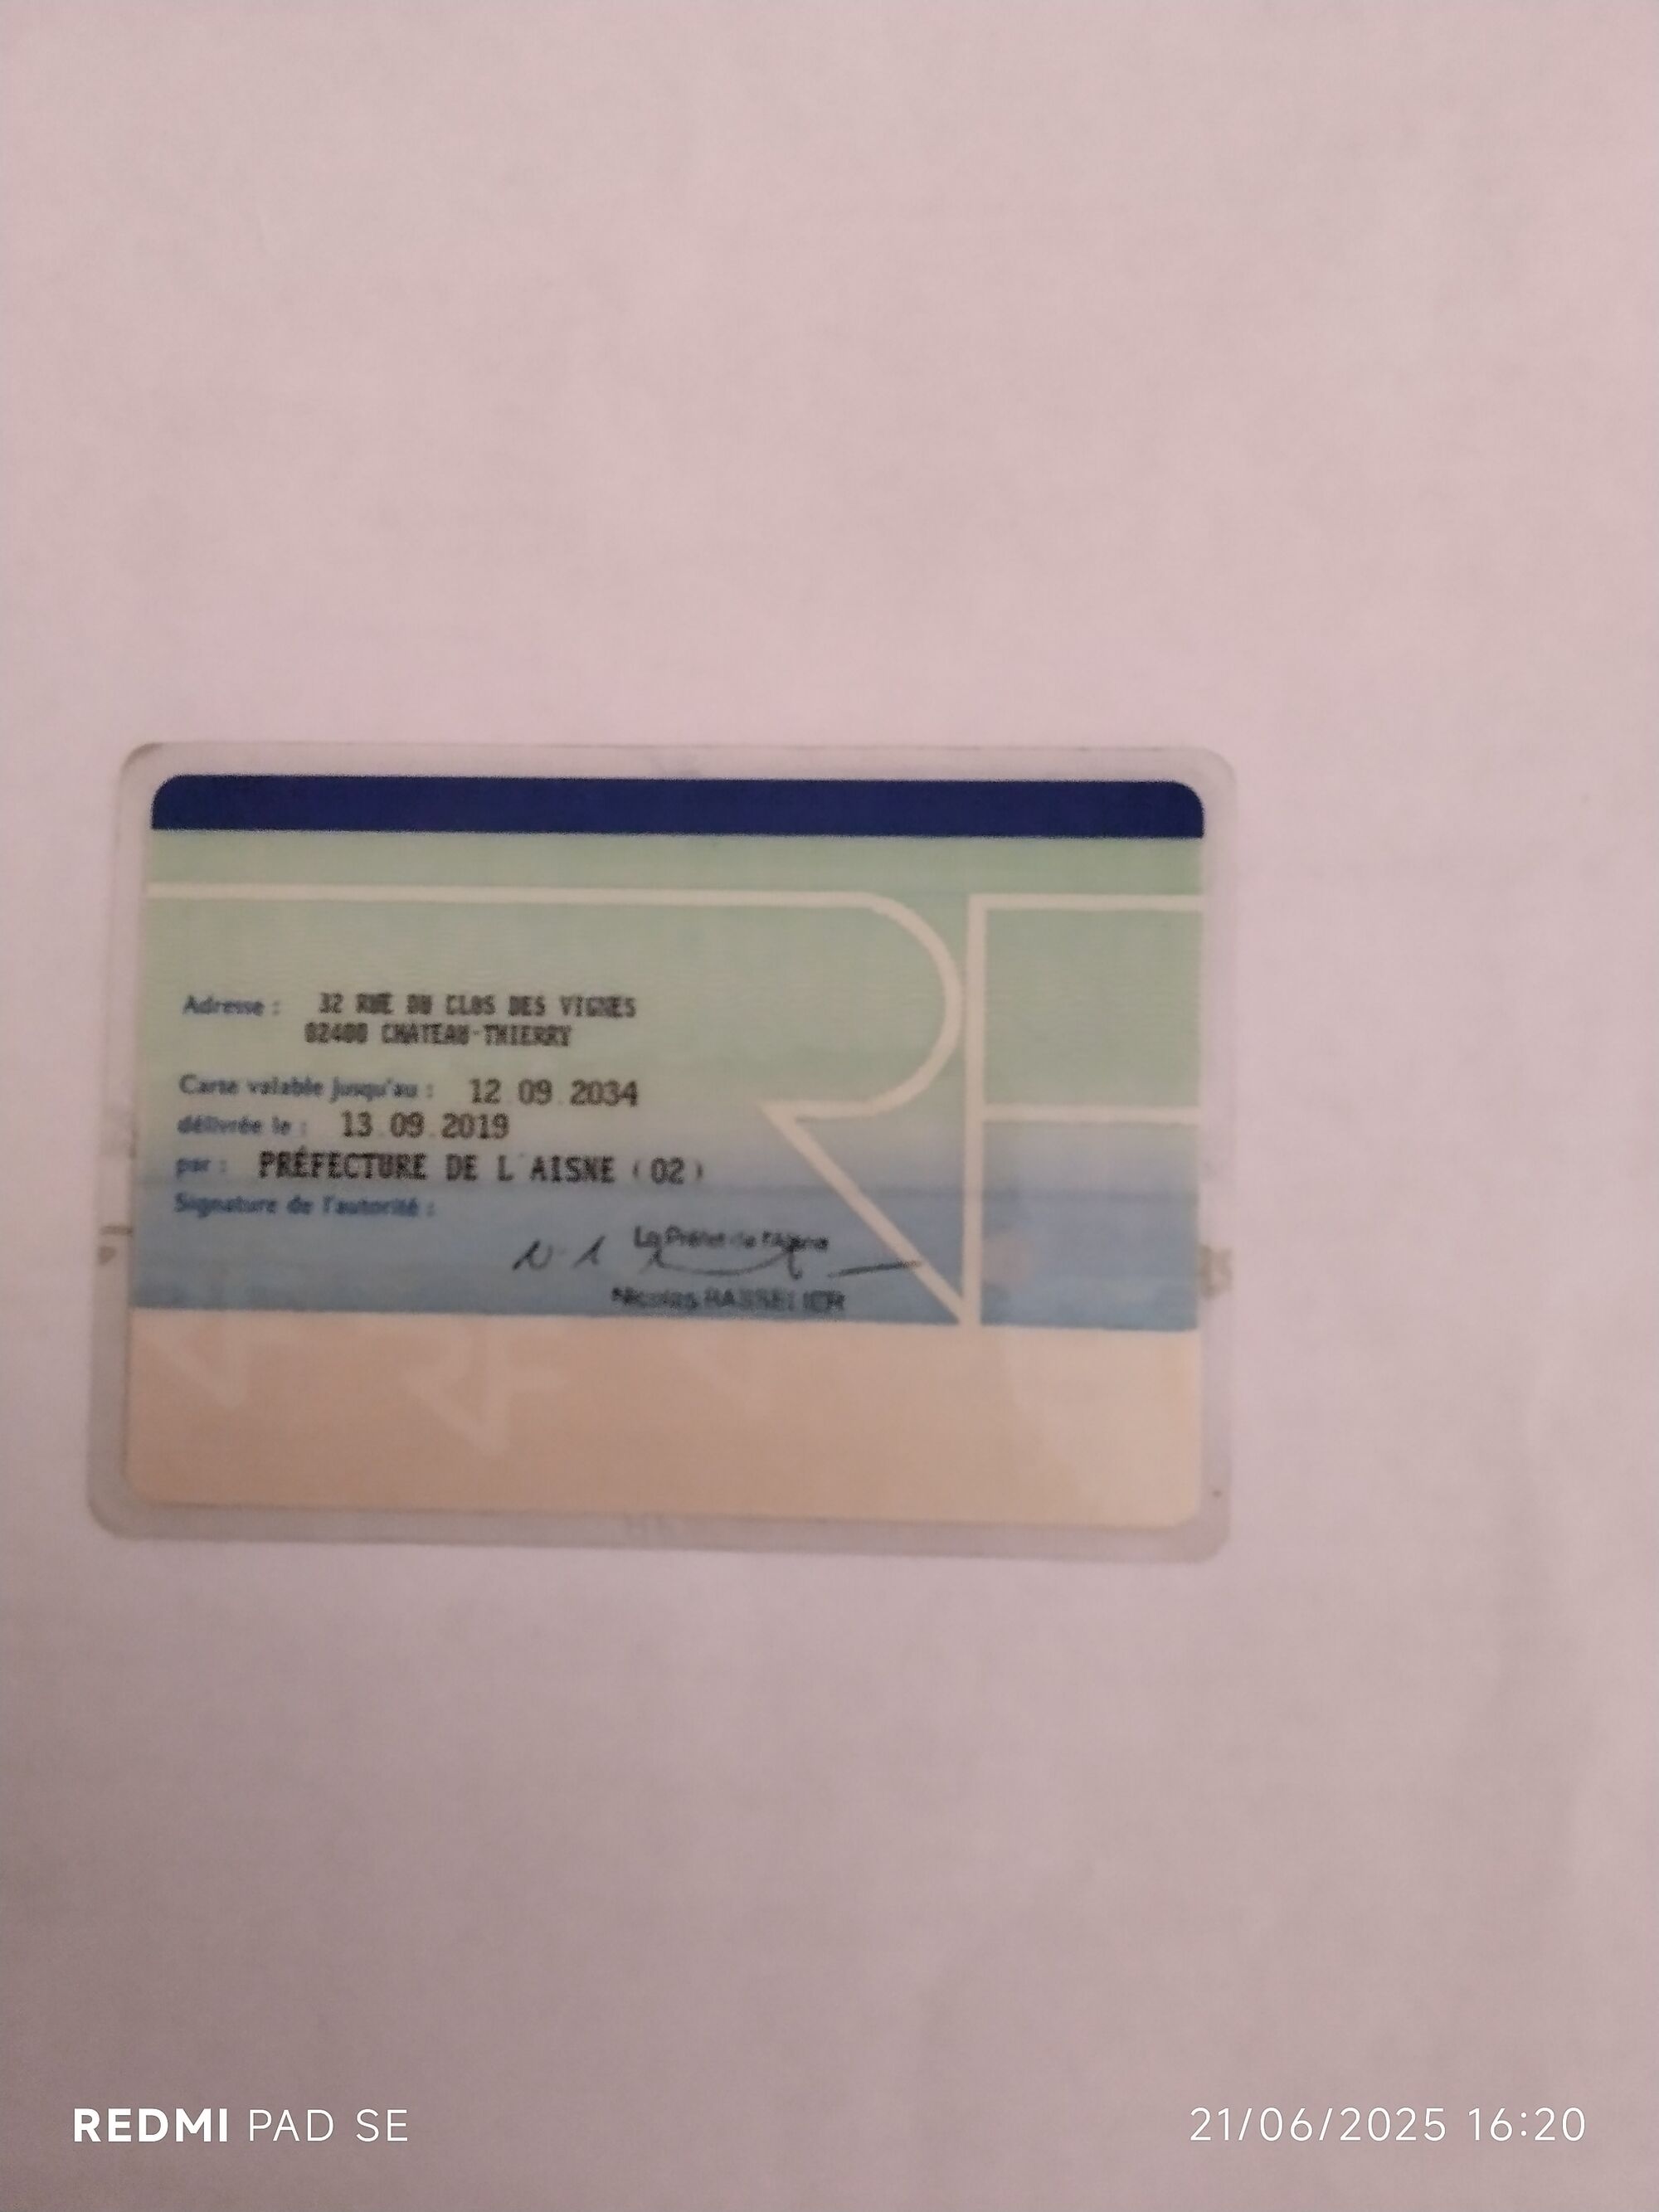 Adresse : 32 RUE DU CLOS DES VIGNES
02400 CHATEAU-THIERRY
Carte valable jusqu'au : 12.09.2034
délivrée le : 13.09.2019
par : PRÉFECTURE DE L'AISNE (02)
Signature de l'autorité :
Le Préfet de l'Aisne
Nicolas
REDMI PAD SE
21/06/2025 16:20